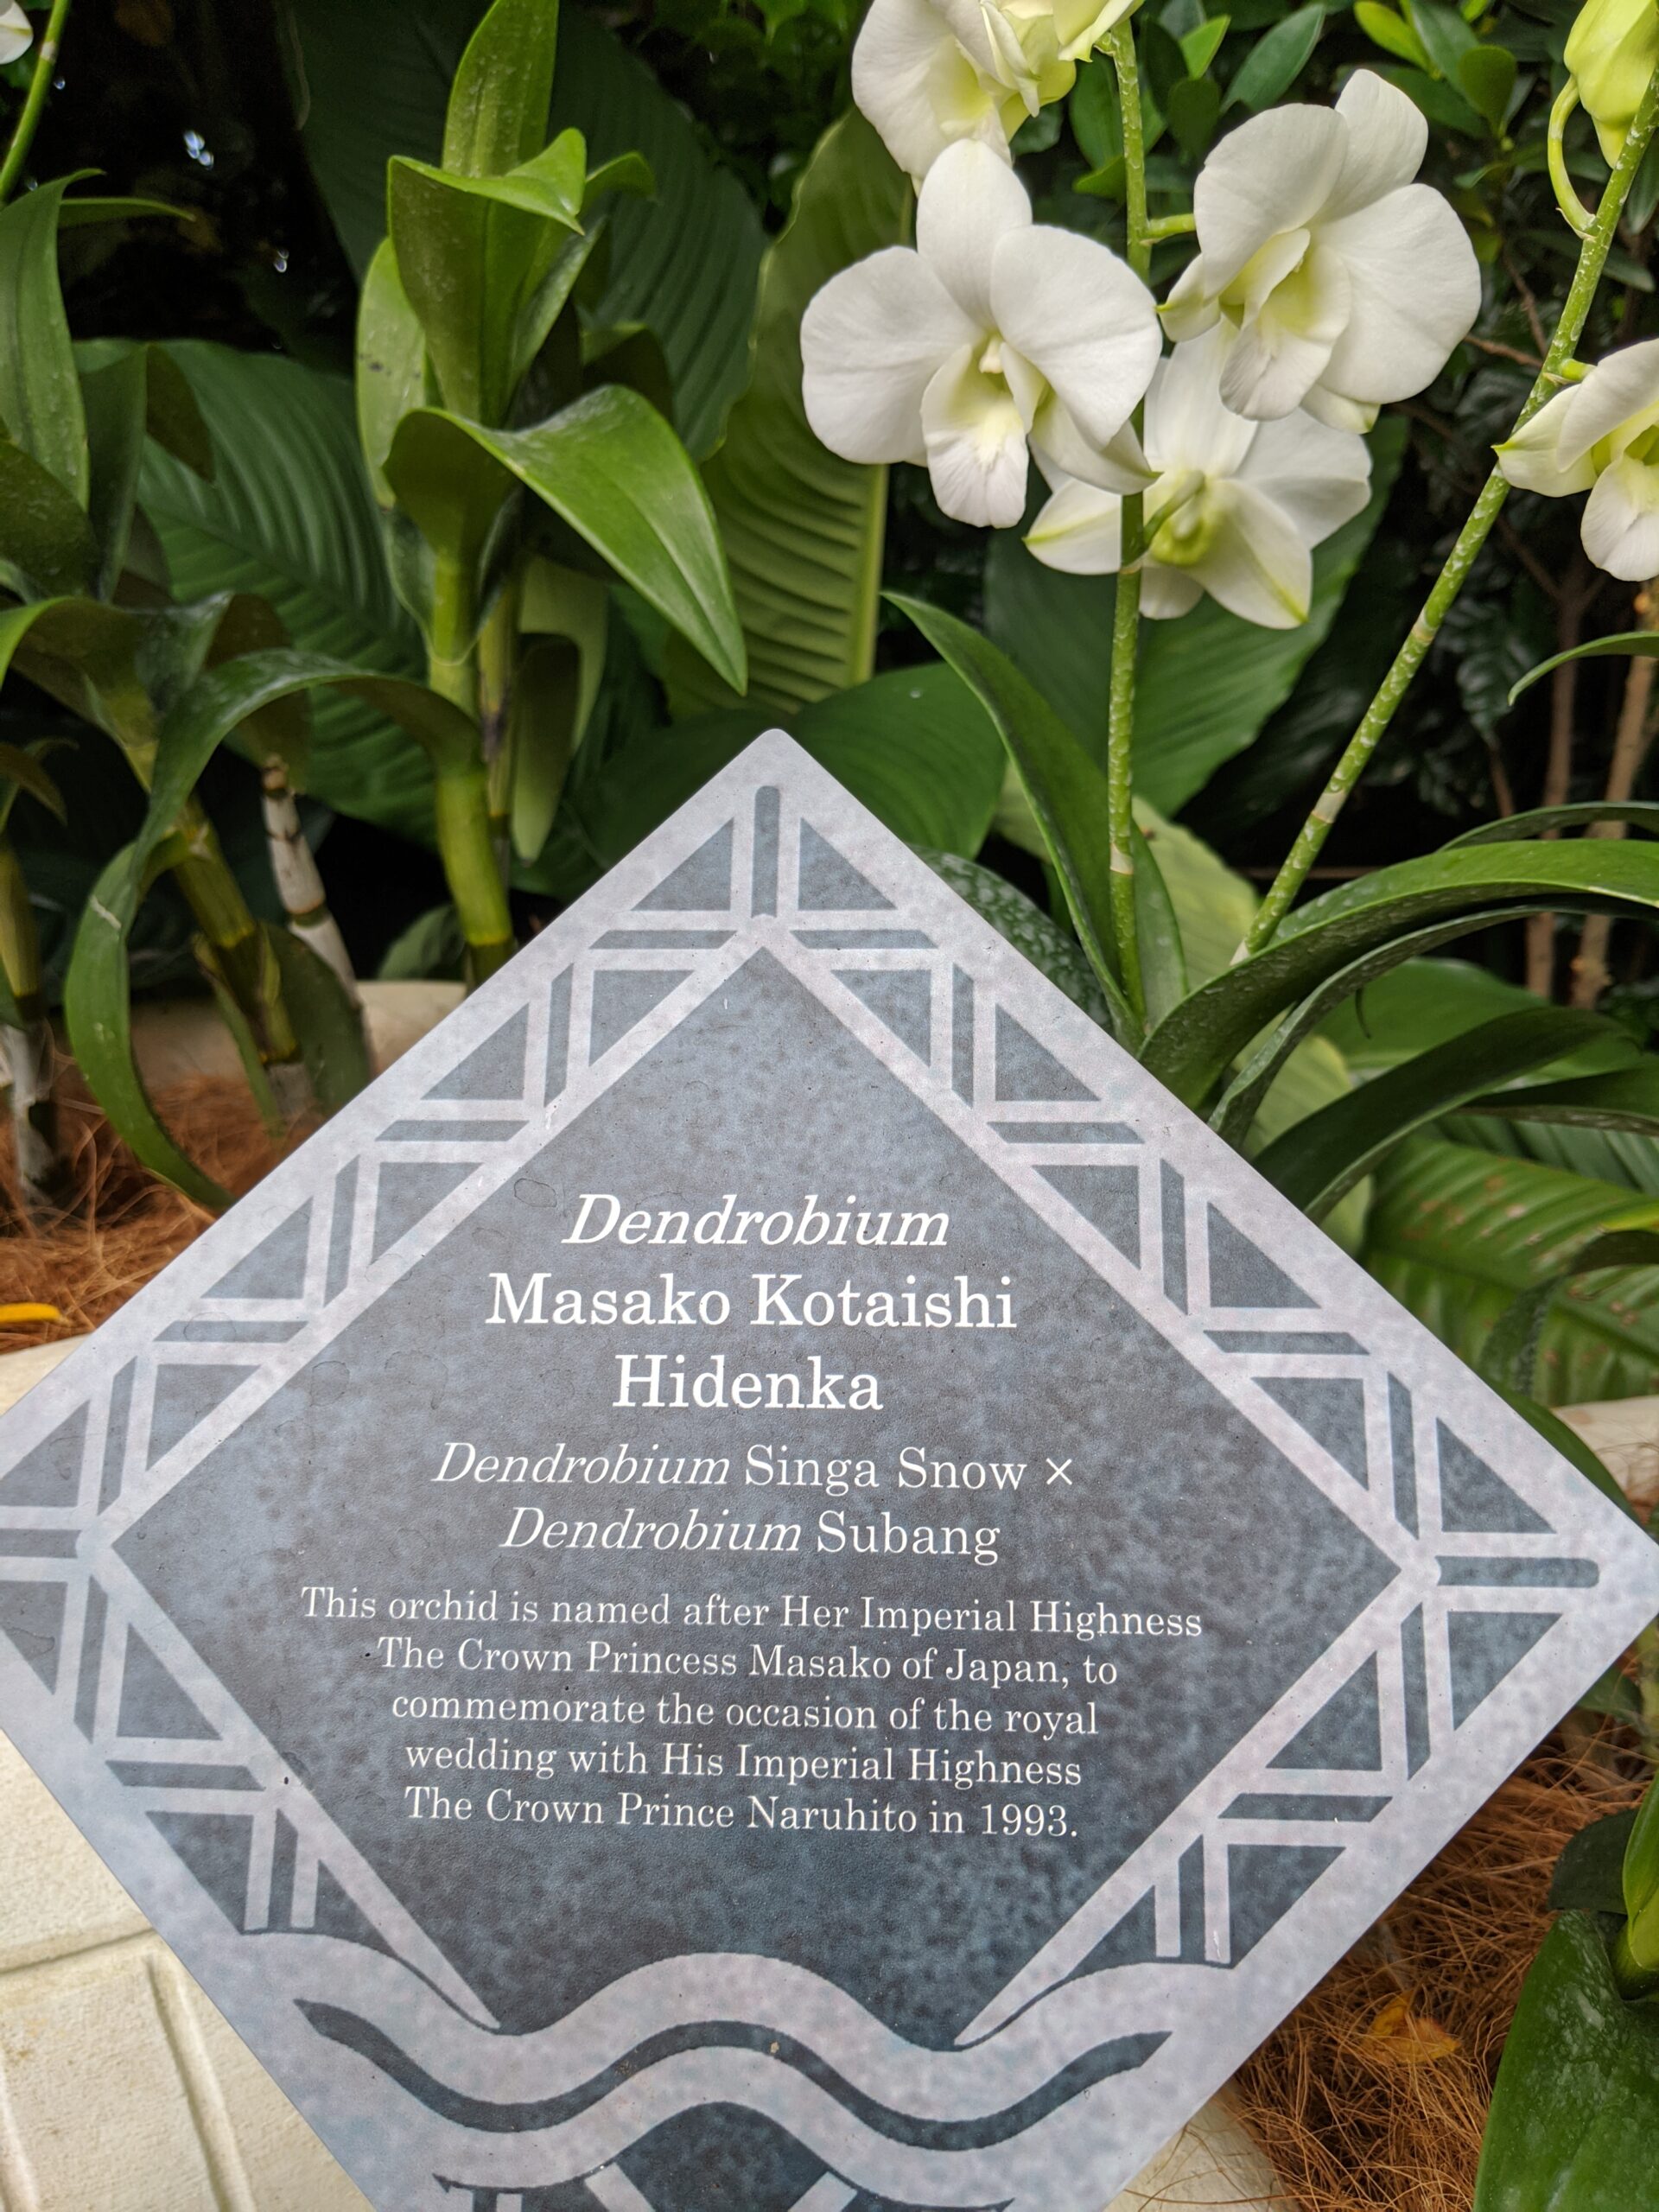 Dendrobium
Masako Kotaishi
Hidenka
Dendrobium Singa Snow ×
Dendrobium Subang
This orchid is named after Her Imperial Highness
The Crown Princess Masako of Japan, to
commemorate the occasion of the royal
wedding with His Imperial Highness
The Crown Prince Naruhito in 1993.